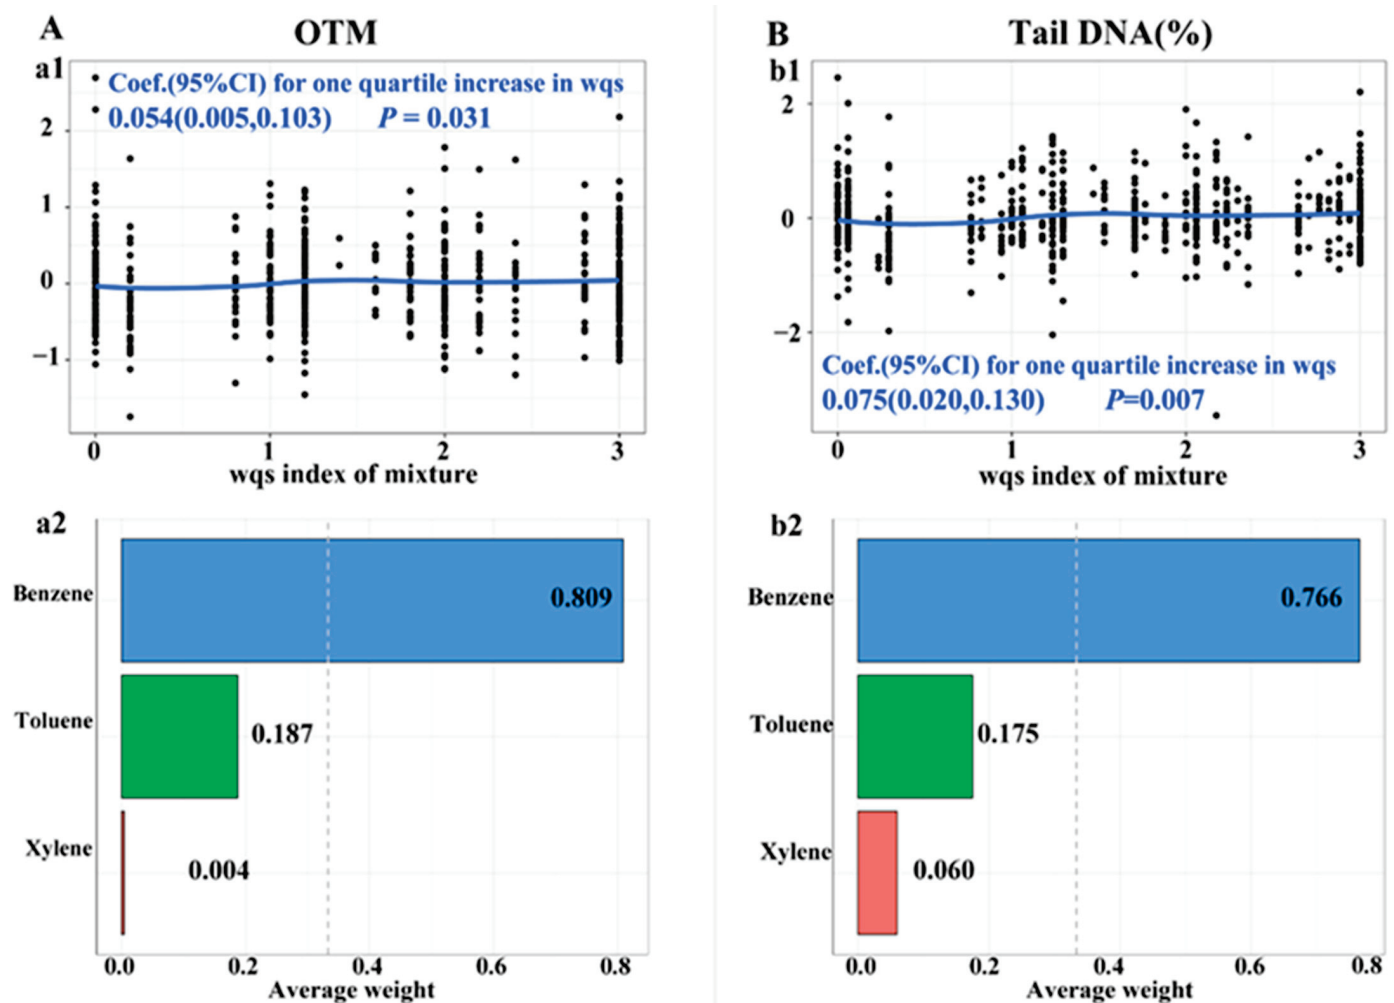 A
OTM
a1
Coef.(95%CI) for one quartile increase in wqs
0.054(0.005,0.103) P = 0.031
2
1
0
−1
0 1 2 3
wqs index of mixture
B
Tail DNA(%)
b1
2
0
−2
Coef.(95%CI) for one quartile increase in wqs
0.075(0.020,0.130) P=0.007
0 1 2 3
wqs index of mixture
a2
Benzene 0.809
Toluene 0.187
Xylene 0.004
0.0 0.2 0.4 0.6 0.8
Average weight
b2
Benzene 0.766
Toluene 0.175
Xylene 0.060
0.0 0.2 0.4 0.6 0.8
Average weight